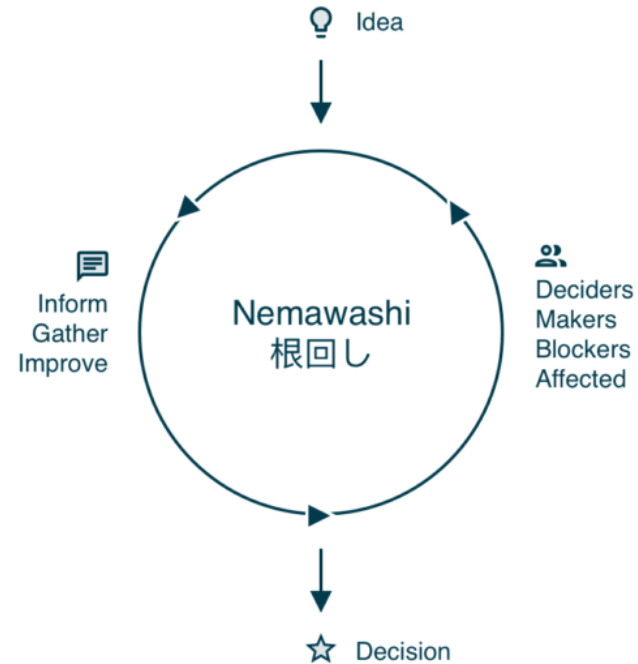 Idea
Inform
Gather
Improve
Nemawashi
根回し
Deciders
Makers
Blockers
Affected
Decision